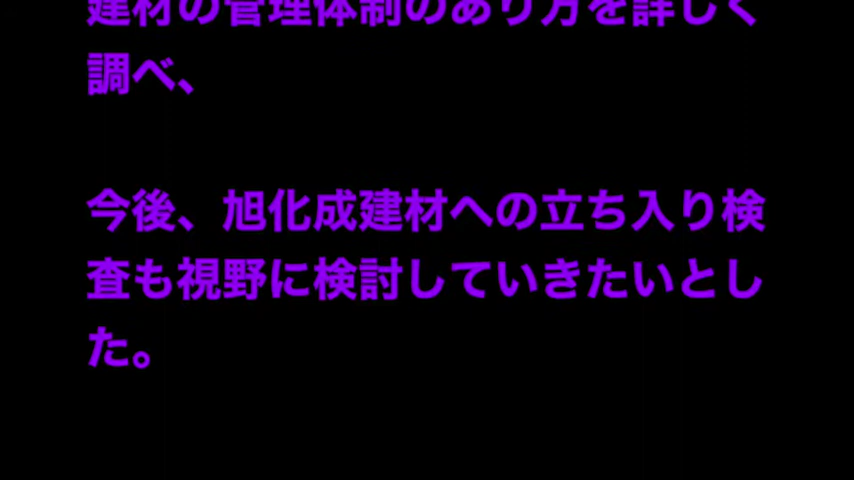 建材の管理体制のあり方を詳しく
調べ、
今後、旭化成建材への立ち入り検
査も視野に検討していきたいとし
た。